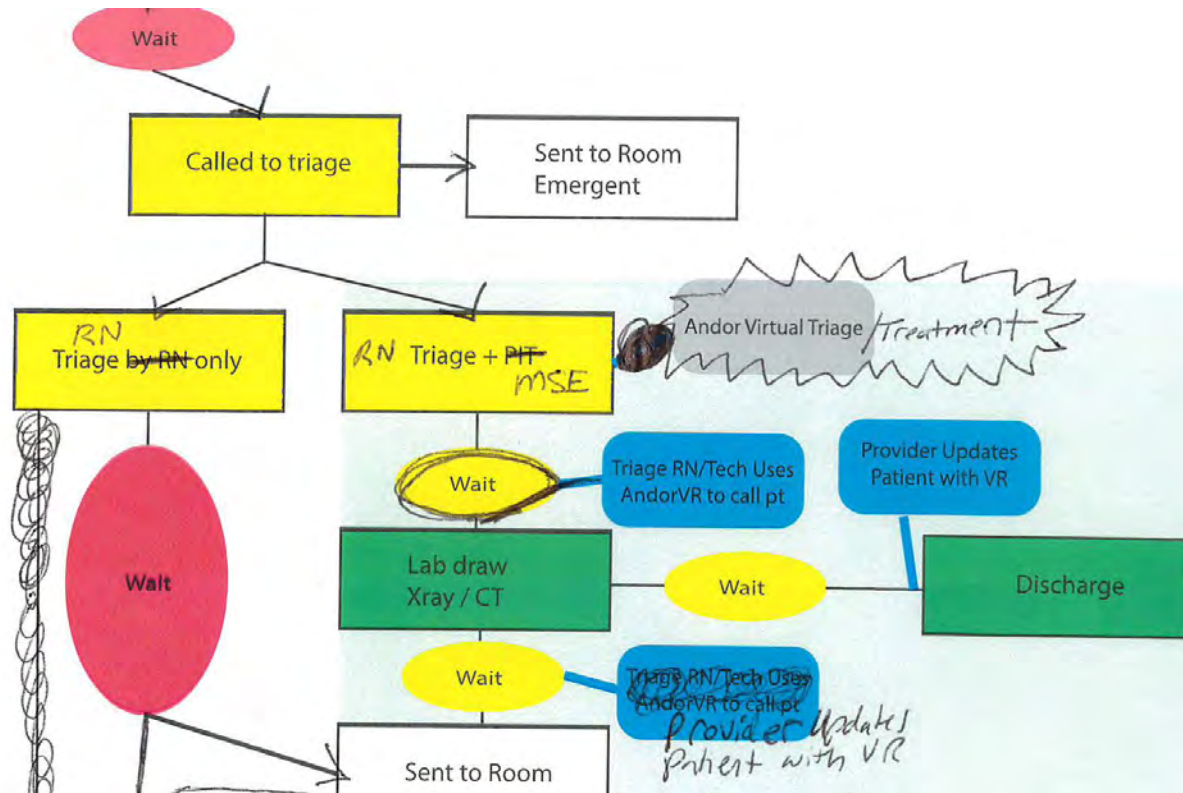 Wait
Called to triage
Sent to Room
Emergent
RN
Triage by RN only
RN Triage + PIT
MSE
Andor Virtual Triage /Treatment
Wait
Triage RN/Tech Uses
AndorVR to call pt
Provider Updates
Patient with VR
Wait
Lab draw
Xray / CT
Wait
Discharge
Wait
Triage RN/Tech Uses
AndorVR to call pt
Provider Updates
Patient with VR
Sent to Room